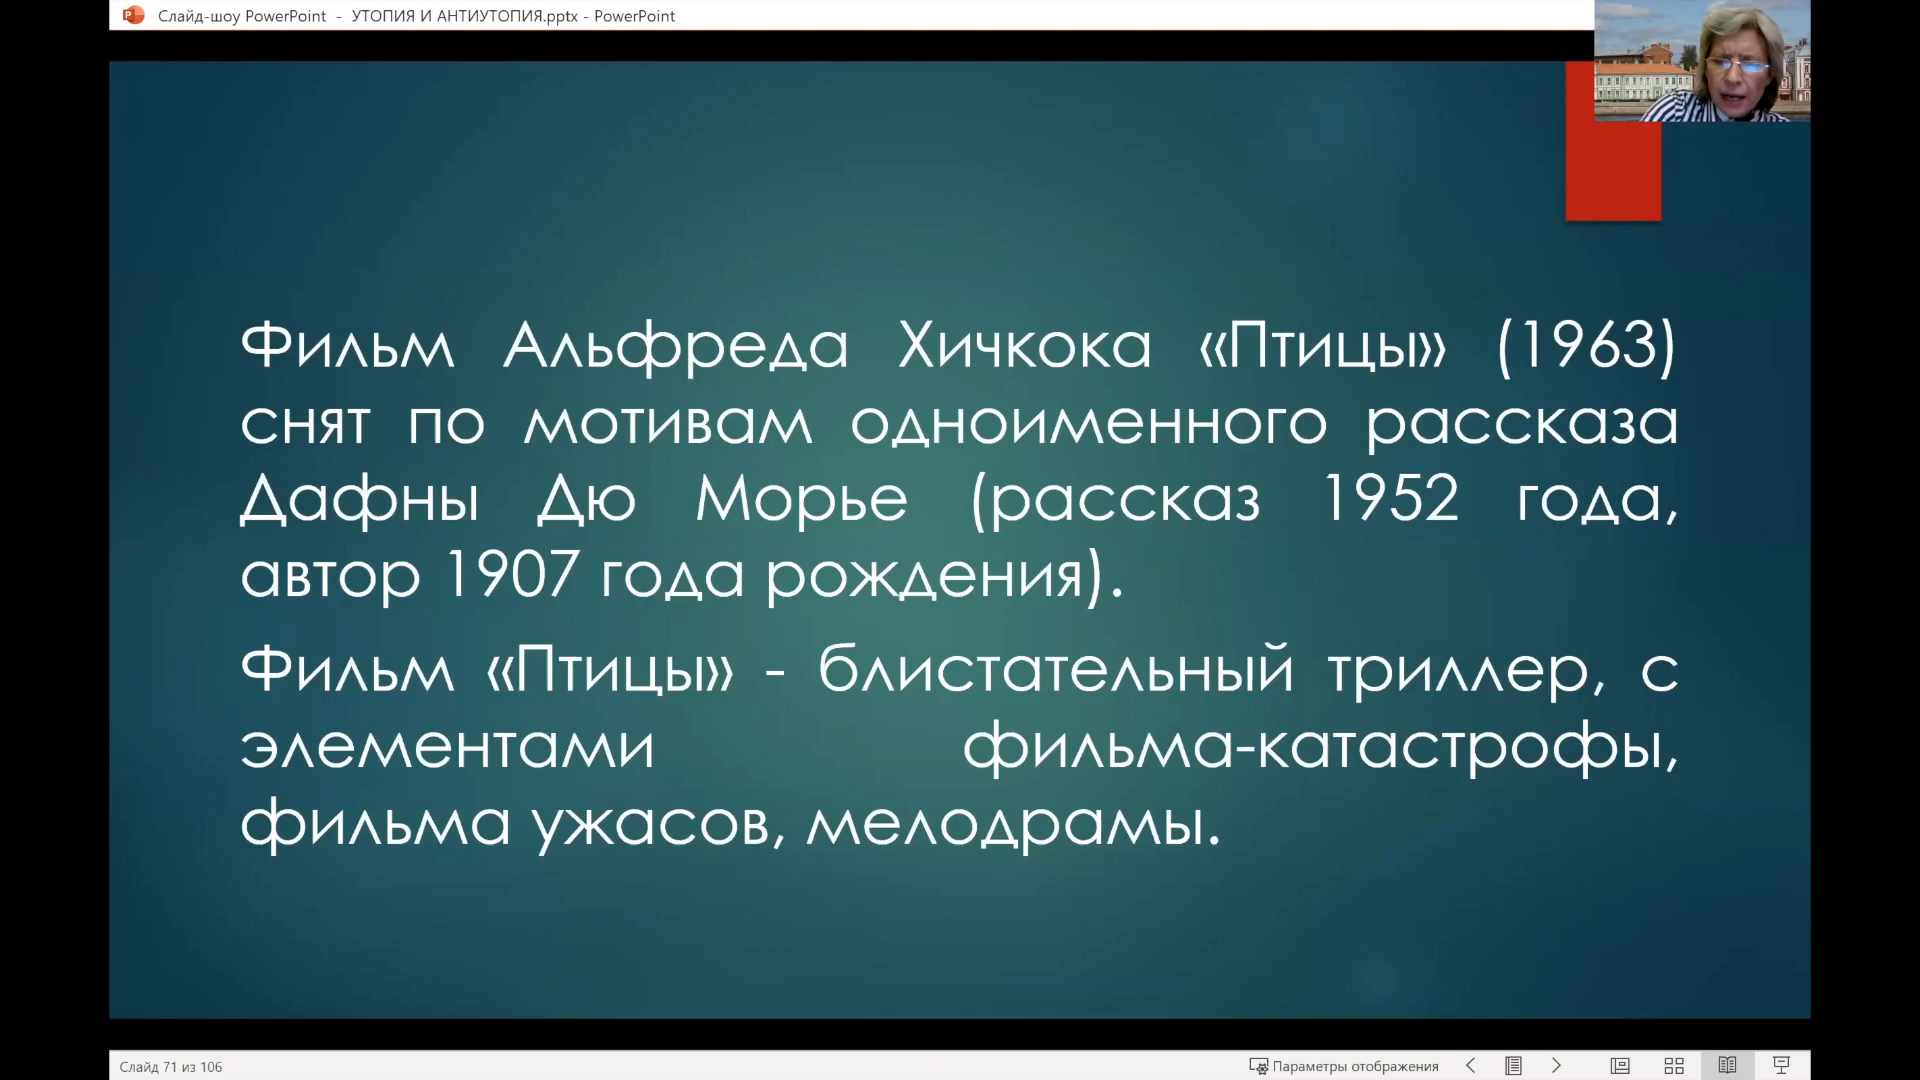 Слайд-шоу PowerPoint - УТОПИЯ И АНТИУТОПИЯ.pptx - PowerPoint
Фильм Альфреда Хичкока «Птицы» (1963)
снят по мотивам одноименного рассказа
Дафны Дю Морье (рассказ 1952 года,
автор 1907 года рождения).
Фильм «Птицы» - блистательный триллер, с
элементами фильма-катастрофы,
фильма ужасов, мелодрамы.
Слайд 71 из 106
Параметры отображения